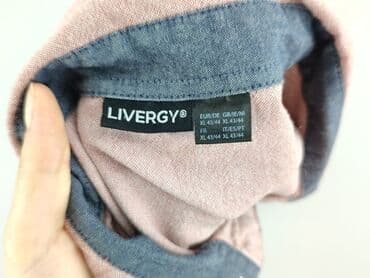 LIVERGY®
EUR/DE GB/IE/NI
XL 43/44 XL 43/44
FR IT/ES/PT
XL 43/44 XL 43/44